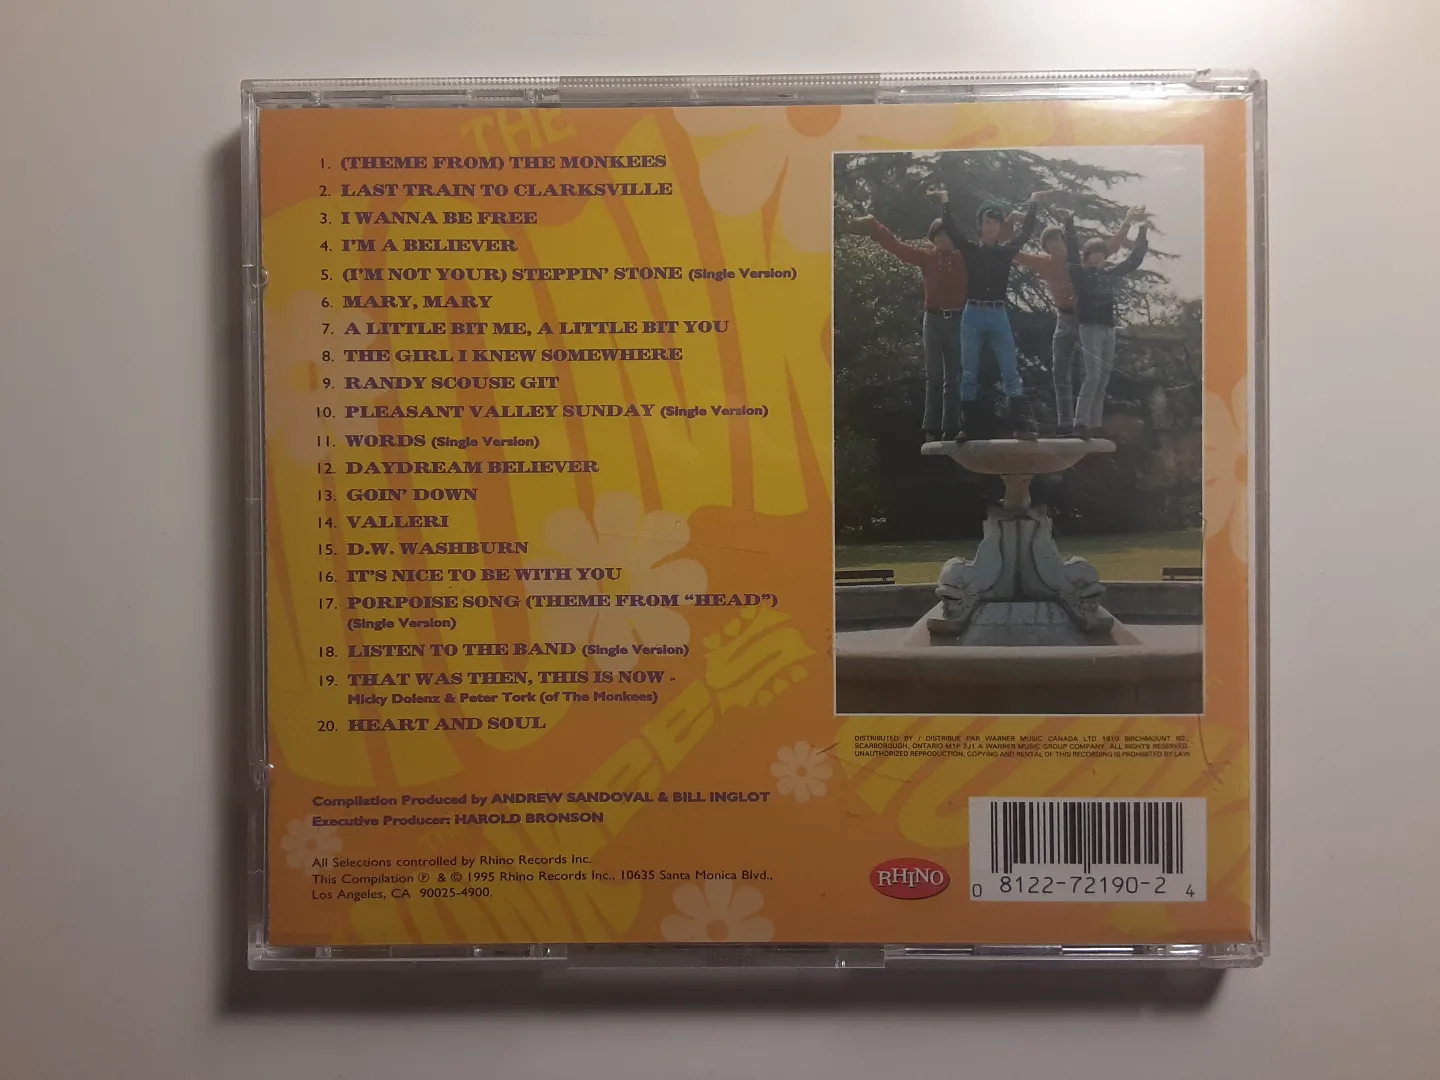 1. (THEME FROM) THE MONKEES
2. LAST TRAIN TO CLARKSVILLE
3. I WANNA BE FREE
4. I'M A BELIEVER
5. (I'M NOT YOUR) STEPPIN' STONE (Single Version)
6. MARY, MARY
7. A LITTLE BIT ME, A LITTLE BIT YOU
8. THE GIRL I KNEW SOMEWHERE
9. RANDY SCOUSE GIT
10. PLEASANT VALLEY SUNDAY (Single Version)
11. WORDS (Single Version)
12. DAYDREAM BELIEVER
13. GOIN' DOWN
14. VALLERI
15. D.W. WASHBURN
16. IT'S NICE TO BE WITH YOU
17. PORPOISE SONG (THEME FROM "HEAD")
(Single Version)
18. LISTEN TO THE BAND (Single Version)
19. THAT WAS THEN, THIS IS NOW -
Micky Dolenz & Peter Tork (of The Monkees)
20. HEART AND SOUL
Compilation Produced by ANDREW SANDOVAL & BILL INGLOT
Executive Producer: HAROLD BRONSON
All Selections controlled by Rhino Records Inc.
This Compilation ℗ & © 1995 Rhino Records Inc., 10635 Santa Monica Blvd.,
Los Angeles, CA 90025-4900.
DISTRIBUTED BY / DISTRIBUE PAR WARNER MUSIC CANADA LTD. 1810 BIRCHMOUNT RD.,
SCARBOROUGH, ONTARIO M1P 2J1 A WARNER MUSIC GROUP COMPANY. ALL RIGHTS RESERVED.
UNAUTHORIZED REPRODUCTION, COPYING AND RENTAL OF THIS RECORDING IS PROHIBITED BY LAW.
RHINO
0 8122-72190-2 4
THE